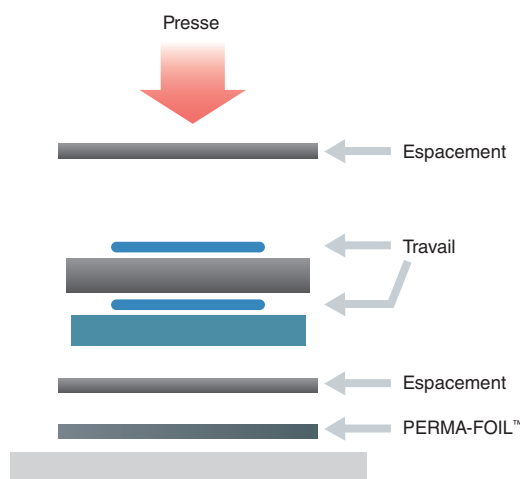 Presse
Espacement
Travail
Espacement
PERMA-FOIL™